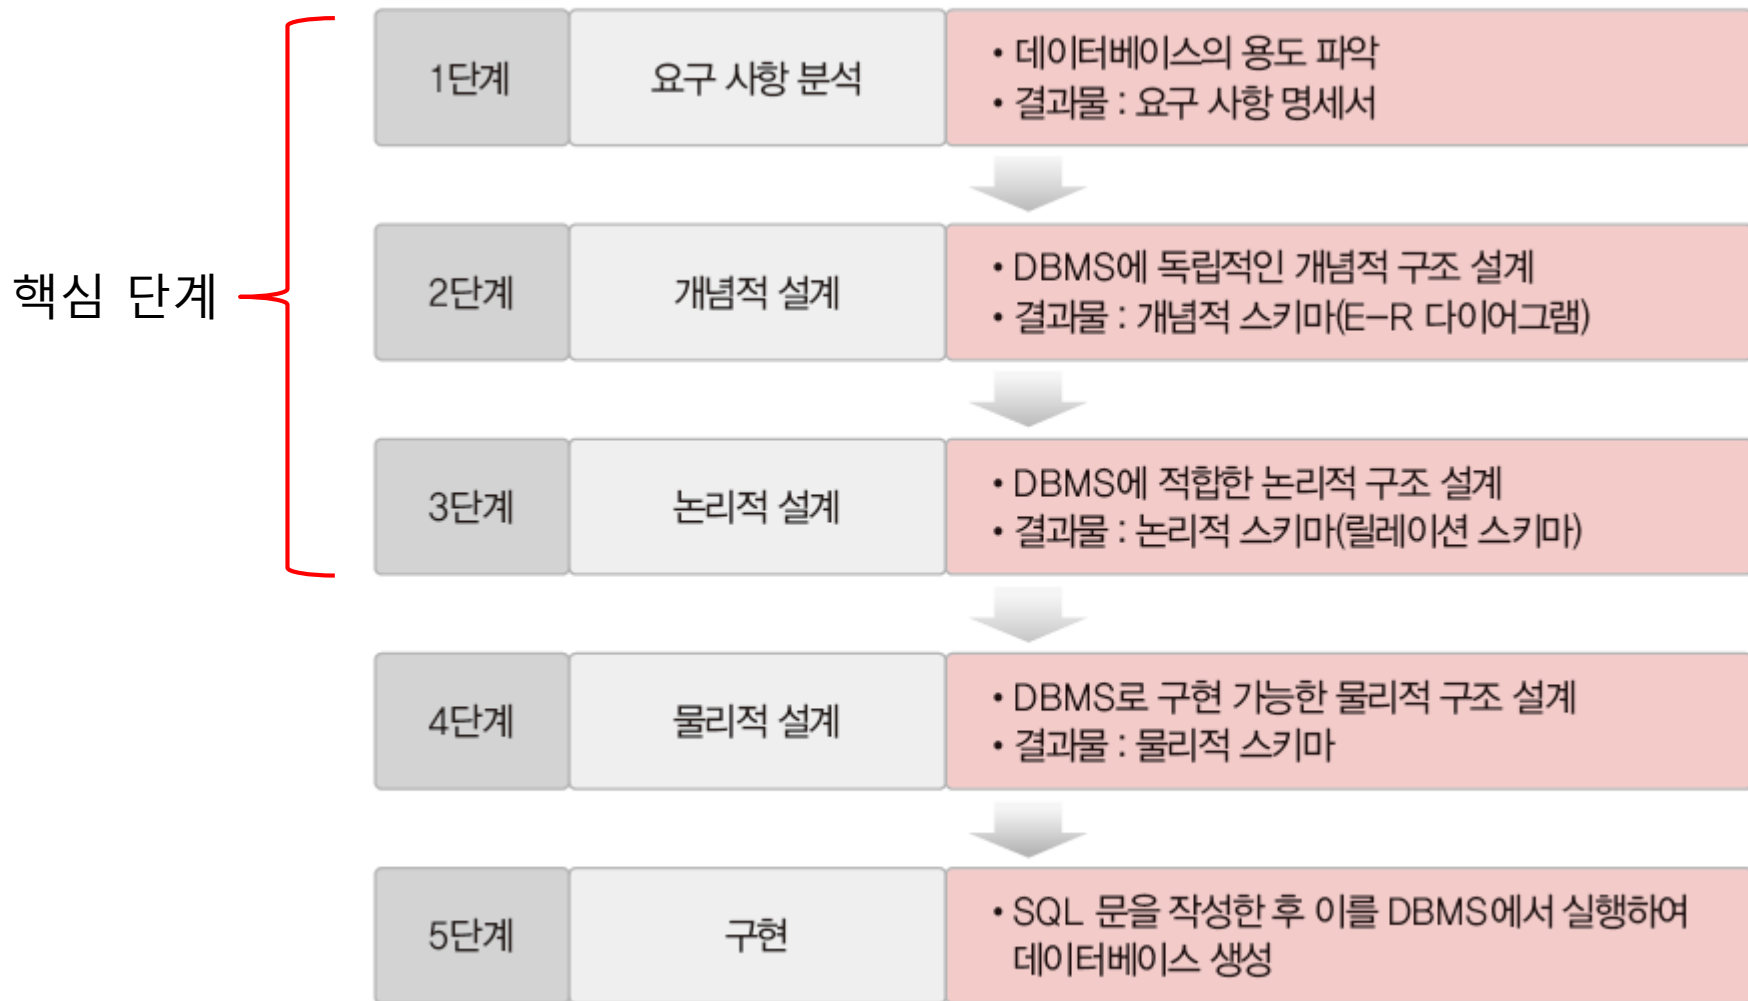 핵심 단계
1단계
요구 사항 분석
• 데이터베이스의 용도 파악
• 결과물 : 요구 사항 명세서
2단계
개념적 설계
• DBMS에 독립적인 개념적 구조 설계
• 결과물 : 개념적 스키마(E-R 다이어그램)
3단계
논리적 설계
• DBMS에 적합한 논리적 구조 설계
• 결과물 : 논리적 스키마(릴레이션 스키마)
4단계
물리적 설계
• DBMS로 구현 가능한 물리적 구조 설계
• 결과물 : 물리적 스키마
5단계
구현
• SQL 문을 작성한 후 이를 DBMS에서 실행하여
데이터베이스 생성